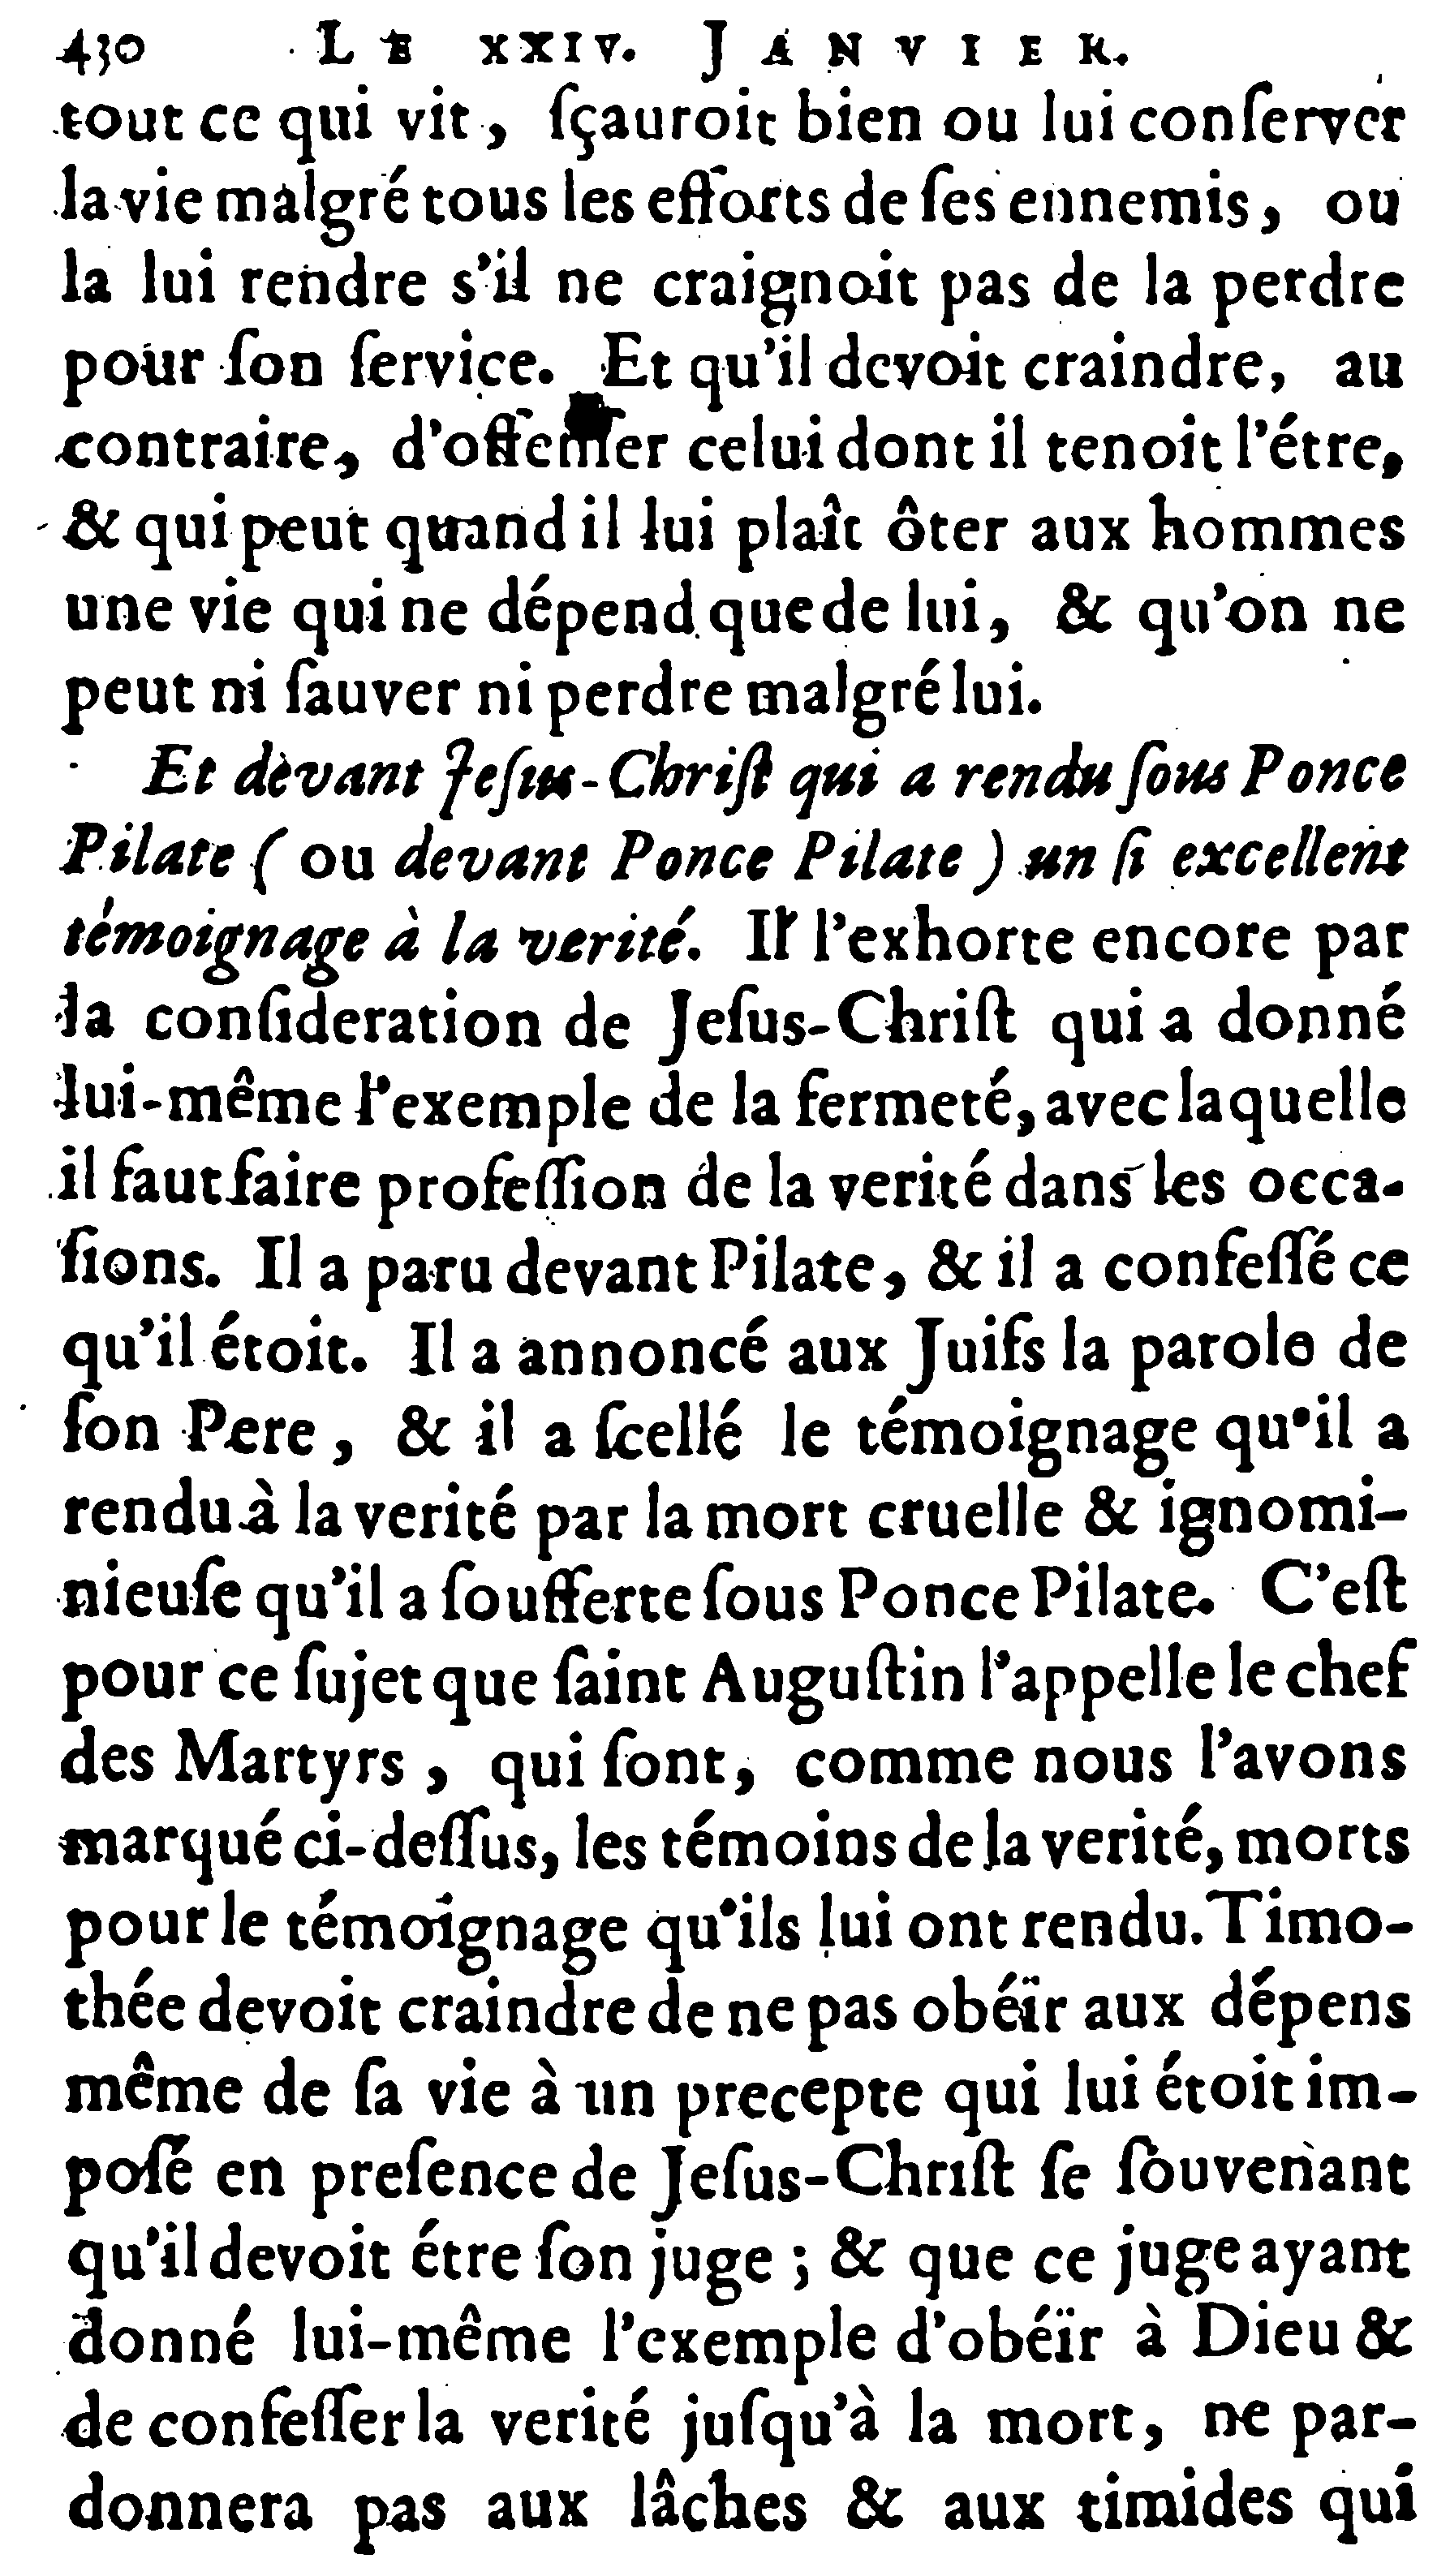 430 LE XXIV. JANVIER.
tout ce qui vit, ſçauroit bien ou lui conſerver
la vie malgré tous les efforts de ſes ennemis, ou
la lui rendre s'il ne craignoit pas de la perdre
pour ſon ſervice. Et qu'il devoit craindre, au
contraire, d'offenſer celui dont il tenoit l'étre,
& qui peut quand il lui plaît ôter aux hommes
une vie qui ne dépend que de lui, & qu'on ne
peut ni ſauver ni perdre malgré lui.
Et devant Jeſus-Chriſt qui a rendu ſous Ponce
Pilate ( ou devant Ponce Pilate ) un ſi excellent
témoignage à la verité. Il l'exhorte encore par
la conſideration de Jeſus-Chriſt qui a donné
lui-même l'exemple de la fermeté, avec laquelle
il faut faire profeſſion de la verité dans les occa-
ſions. Il a paru devant Pilate, & il a confeſſé ce
qu'il étoit. Il a annoncé aux Juifs la parole de
ſon Pere, & il a ſcellé le témoignage qu'il a
rendu à la verité par la mort cruelle & ignomi-
nieuſe qu'il a ſoufferte ſous Ponce Pilate. C'eſt
pour ce ſujet que ſaint Auguſtin l'appelle le chef
des Martyrs, qui ſont, comme nous l'avons
marqué ci-deſſus, les témoins de la verité, morts
pour le témoignage qu'ils lui ont rendu. Timo-
thée devoit craindre de ne pas obéïr aux dépens
même de ſa vie à un precepte qui lui étoit im-
poſé en preſence de Jeſus-Chriſt ſe ſouvenant
qu'il devoit étre ſon juge ; & que ce juge ayant
donné lui-même l'exemple d'obéïr à Dieu &
de confeſſer la verité juſqu'à la mort, ne par-
donnera pas aux lâches & aux timides qui